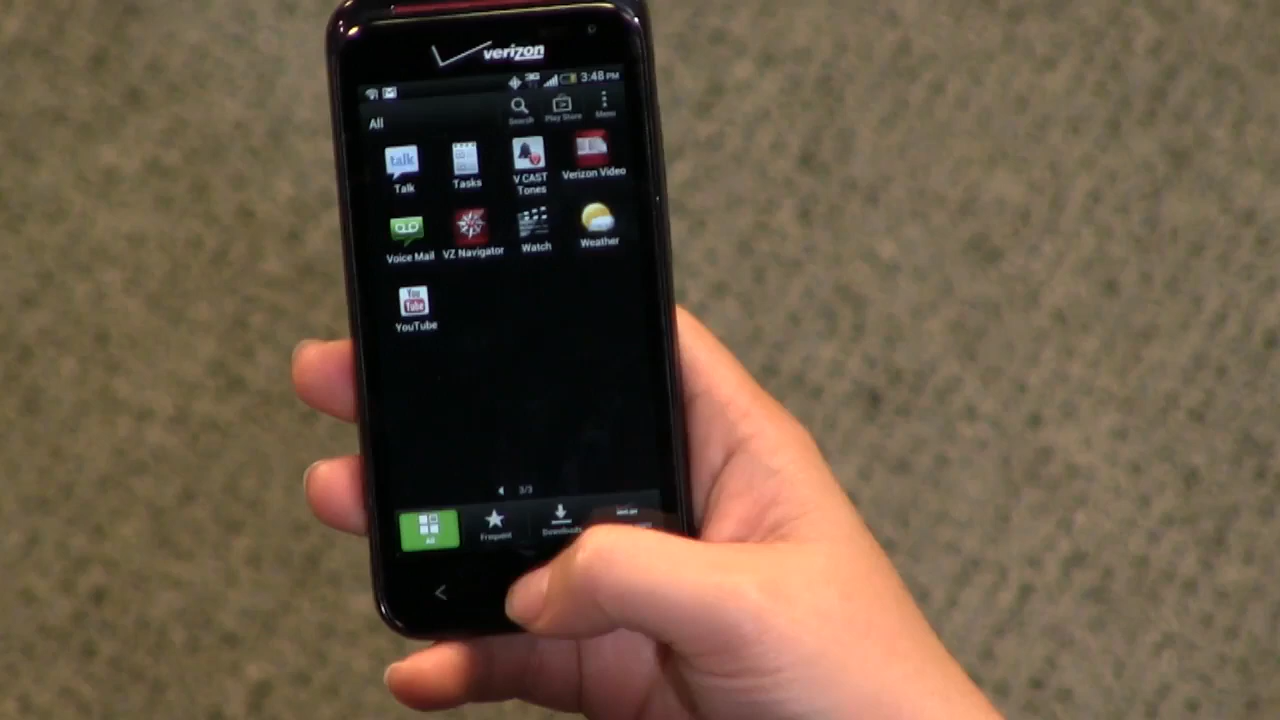 verizon
3G 3:48 PM
All Search Play Store Menu
talk
Talk Tasks V CAST Tones Verizon Video
Voice Mail VZ Navigator Watch Weather
You Tube
YouTube
3/3
All Frequent Downloads